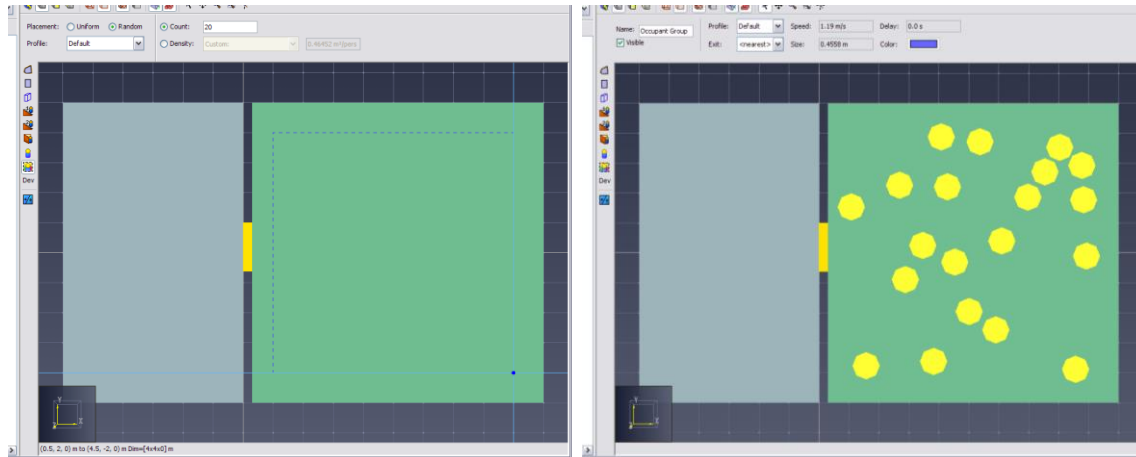 Placement: Uniform Random Count: 20
Profile: Default Density: Custom 0.46452 m²/pers
Dev
Y
X
(0.5, 2, 0) m to (4.5, -2, 0) m Dim=[4x4x0] m
Name: Occupant Group Profile: Default Speed: 1.19 m/s Delay: 0.0 s
Visible Exit: <nearest> Size: 0.4558 m Color:
Dev
Y
X